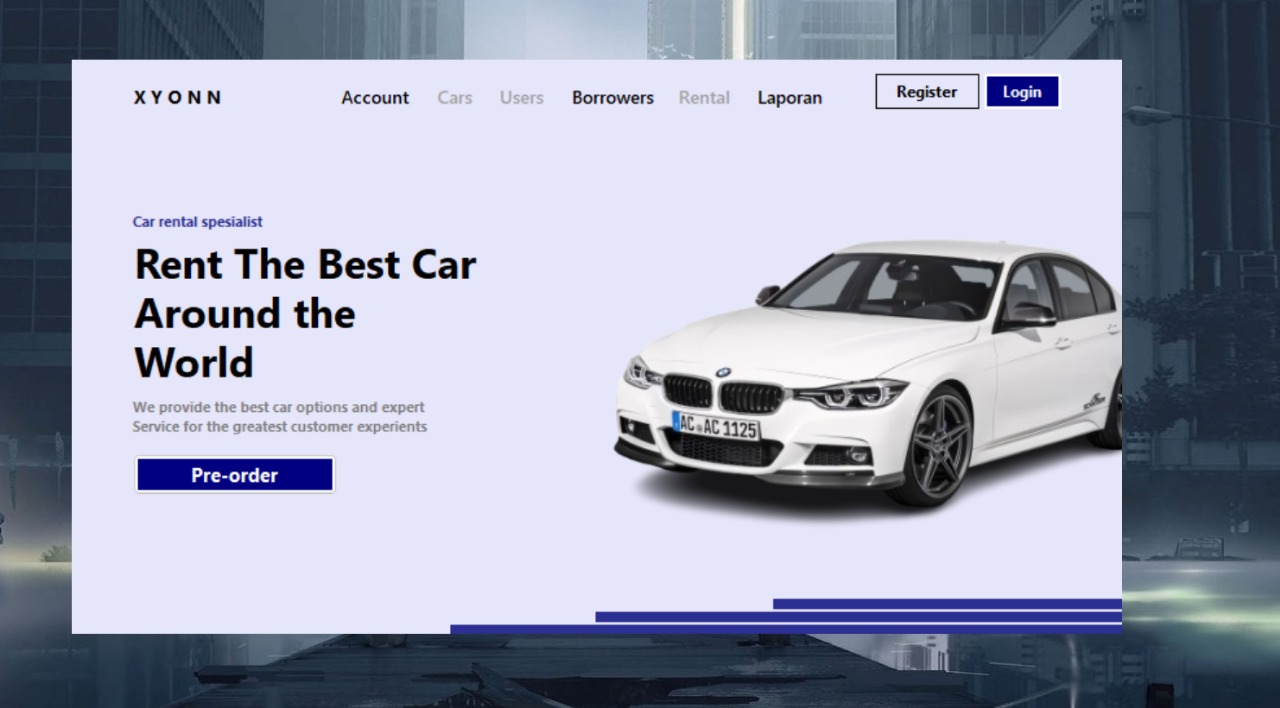 XYONN
Account Cars Users Borrowers Rental Laporan
Register Login
Car rental spesialist
Rent The Best Car
Around the
World
We provide the best car options and expert
Service for the greatest customer experients
Pre-order
AC AC 1125